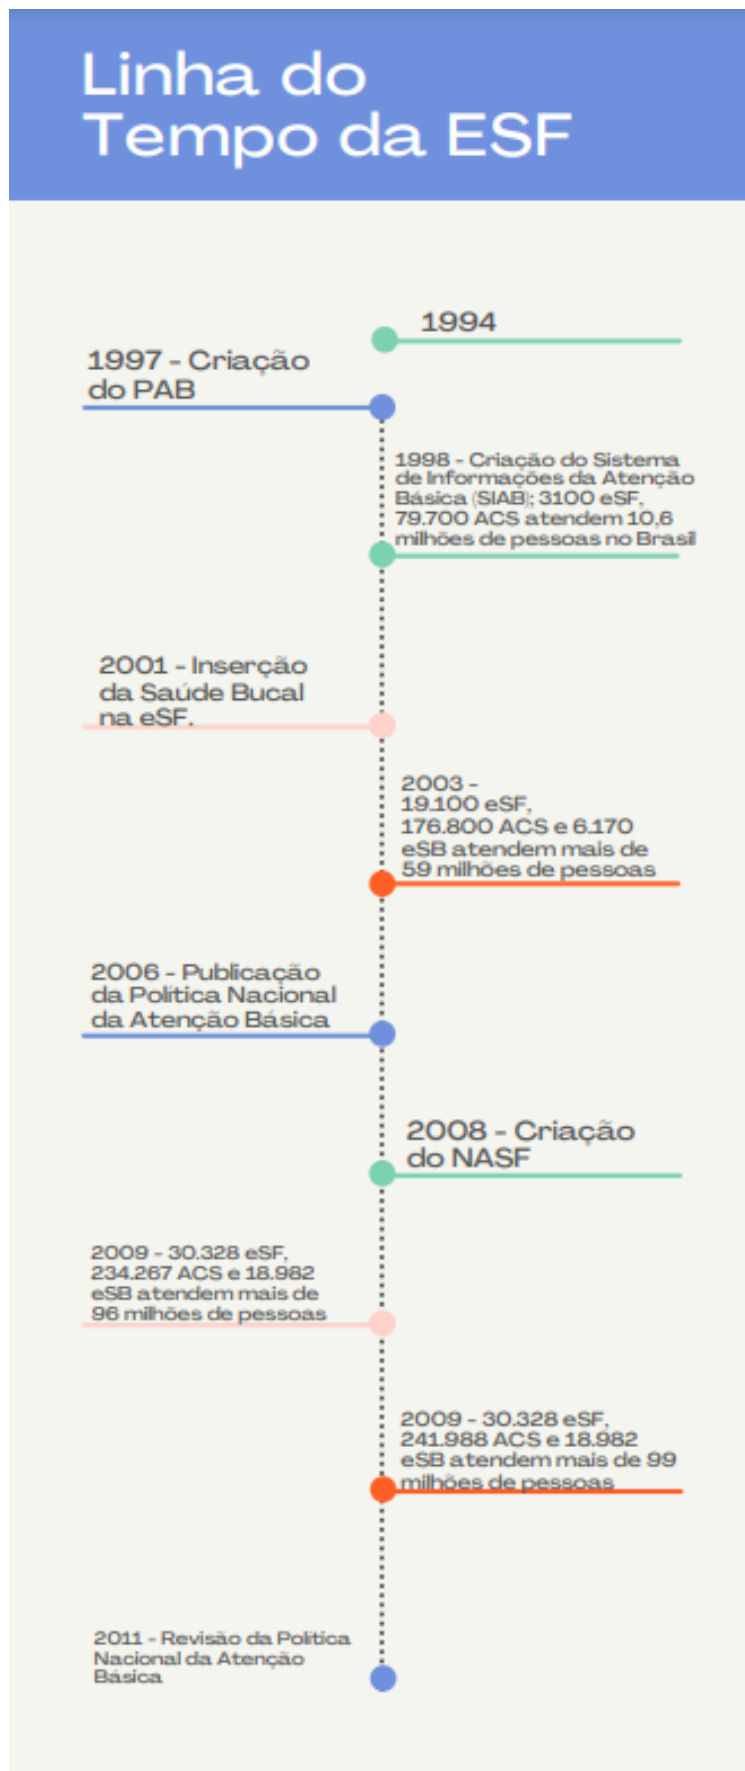 Linha do
Tempo da ESF
1994
1997 - Criação
do PAB
1998 - Criação do Sistema
de Informações da Atenção
Básica (SIAB); 3100 eSF,
79.700 ACS atendem 10,6
milhões de pessoas no Brasil
2001 - Inserção
da Saúde Bucal
na eSF.
2003 -
19.100 eSF,
176.800 ACS e 6.170
eSB atendem mais de
59 milhões de pessoas
2006 - Publicação
da Política Nacional
da Atenção Básica
2008 - Criação
do NASF
2009 - 30.328 eSF,
234.267 ACS e 18.982
eSB atendem mais de
96 milhões de pessoas
2009 - 30.328 eSF,
241.988 ACS e 18.982
eSB atendem mais de 99
milhões de pessoas
2011 - Revisão da Política
Nacional da Atenção
Básica